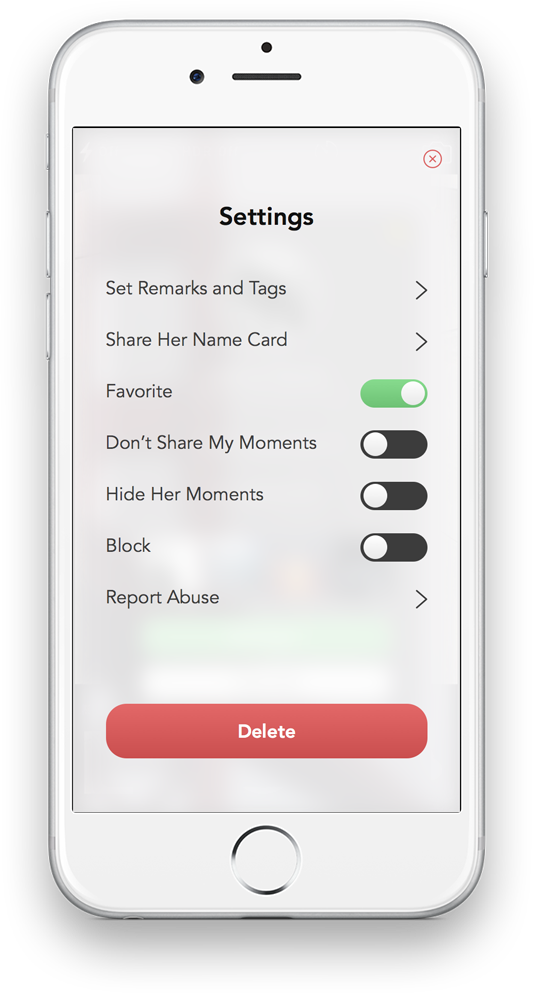 Settings
Set Remarks and Tags
Share Her Name Card
Favorite
Don’t Share My Moments
Hide Her Moments
Block
Report Abuse
Delete